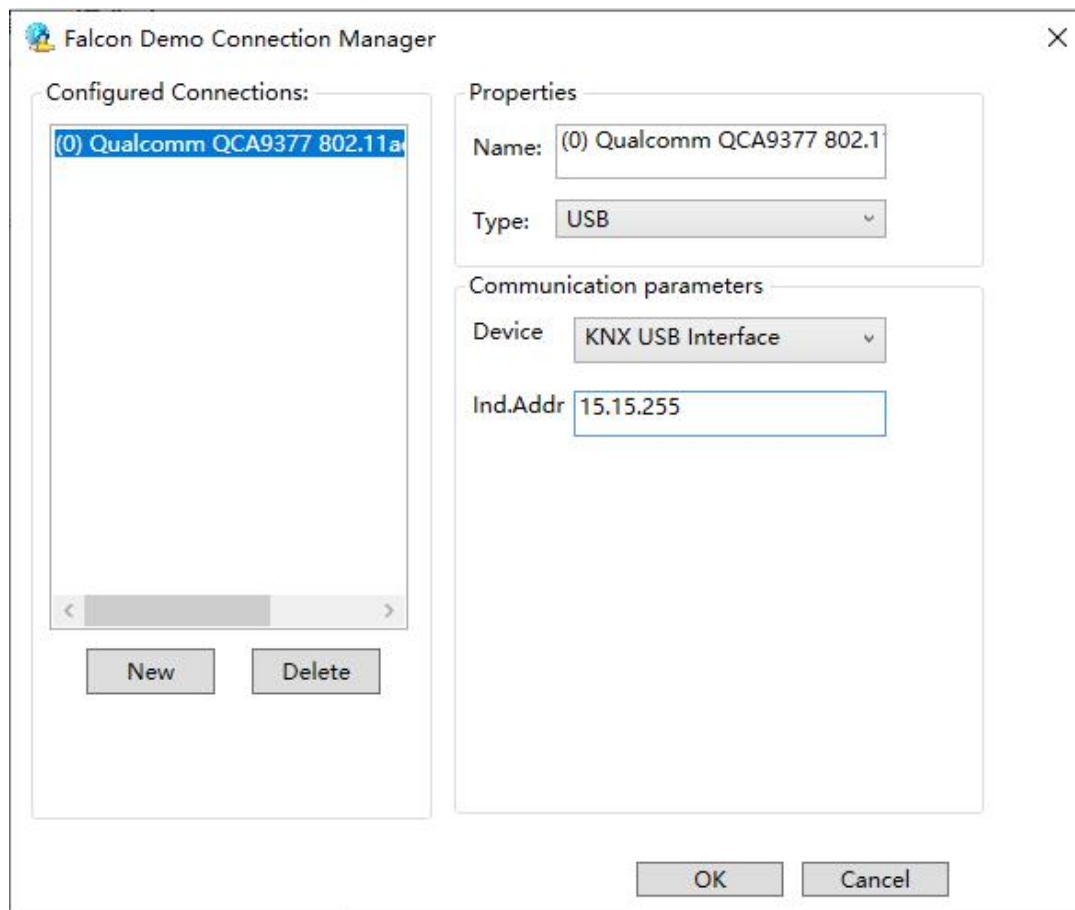 Falcon Demo Connection Manager
Configured Connections:
(0) Qualcomm QCA9377 802.11a
New
Delete
Properties
Name: (0) Qualcomm QCA9377 802.1
Type: USB
Communication parameters
Device KNX USB Interface
Ind.Addr 15.15.255
OK
Cancel